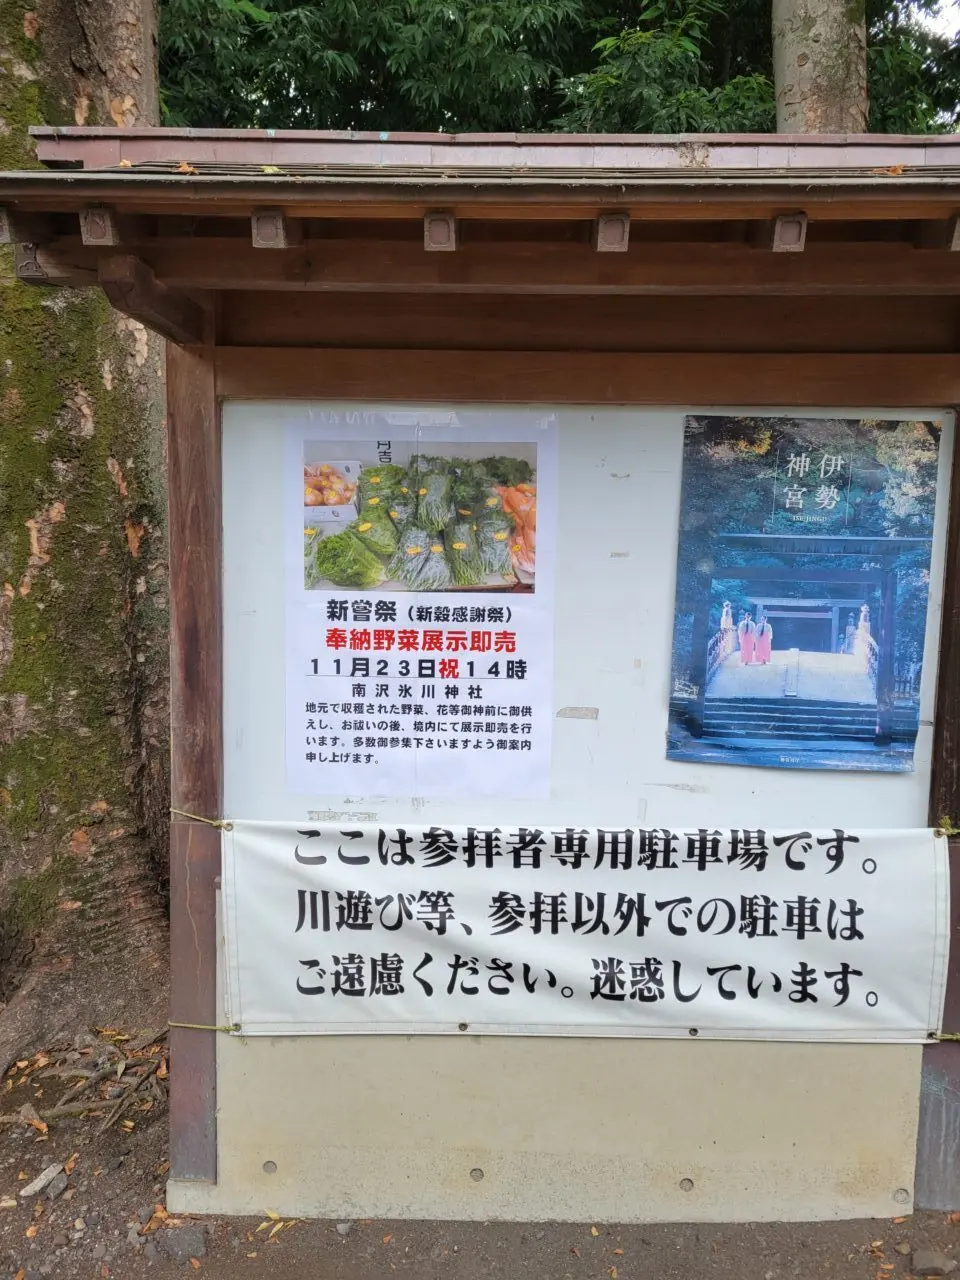 月吉
新嘗祭（新穀感謝祭）
奉納野菜展示即売
１１月２３日祝１４時
南沢氷川神社
地元で収穫された野菜、花等御神前に御供
えし、お祓いの後、境内にて展示即売を行
います。多数御参集下さいますよう御案内
申し上げます。
伊勢
神宮
ISE JINGU
ここは参拝者専用駐車場です。
川遊び等、参拝以外での駐車は
ご遠慮ください。迷惑しています。